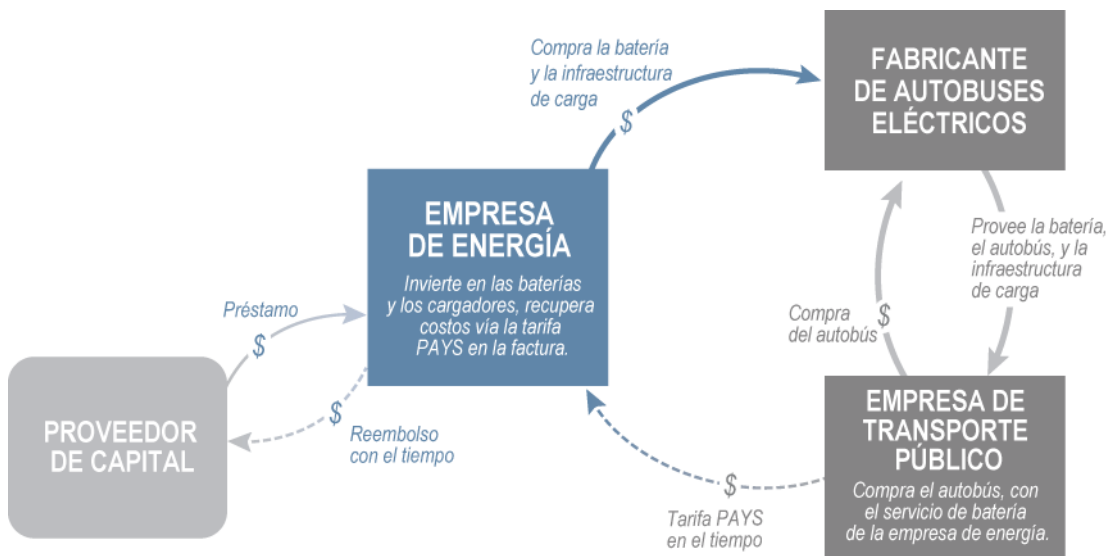 Compra la batería
y la infraestructura
de carga
$
FABRICANTE
DE AUTOBUSES
ELÉCTRICOS
EMPRESA
DE ENERGÍA
Invierte en las baterías
y los cargadores, recupera
costos vía la tarifa
PAYS en la factura.
Provee la batería,
el autobús, y la
infraestructura
de carga
Préstamo
$
Compra
del autobús
$
PROVEEDOR
DE CAPITAL
$
Reembolso
con el tiempo
EMPRESA DE
TRANSPORTE
PÚBLICO
Compra el autobús, con
el servicio de batería
de la empresa de energía.
$
Tarifa PAYS
en el tiempo